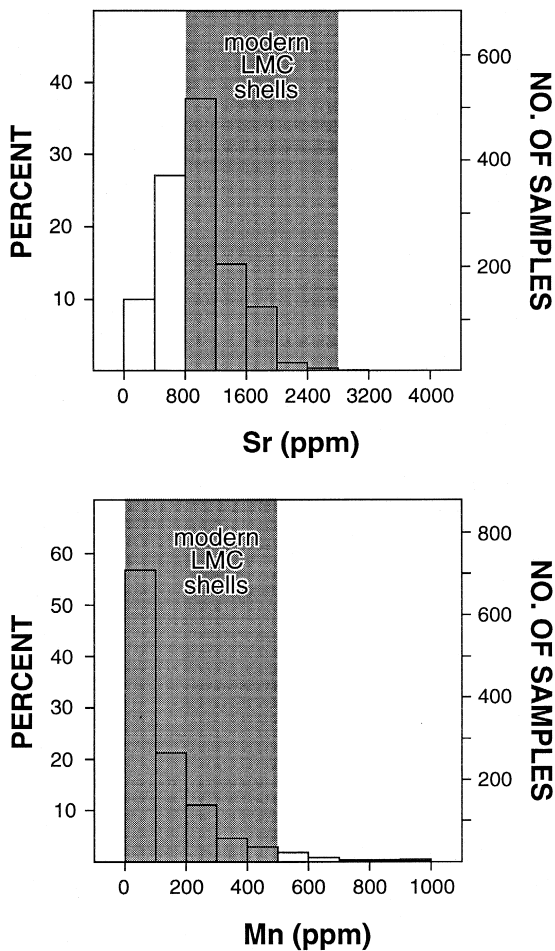 modern
LMC
shells
PERCENT
40
30
20
10
NO. OF SAMPLES
600
400
200
0 800 1600 2400 3200 4000
Sr (ppm)
modern
LMC
shells
PERCENT
60
50
40
30
20
10
NO. OF SAMPLES
800
600
400
200
0 200 400 600 800 1000
Mn (ppm)